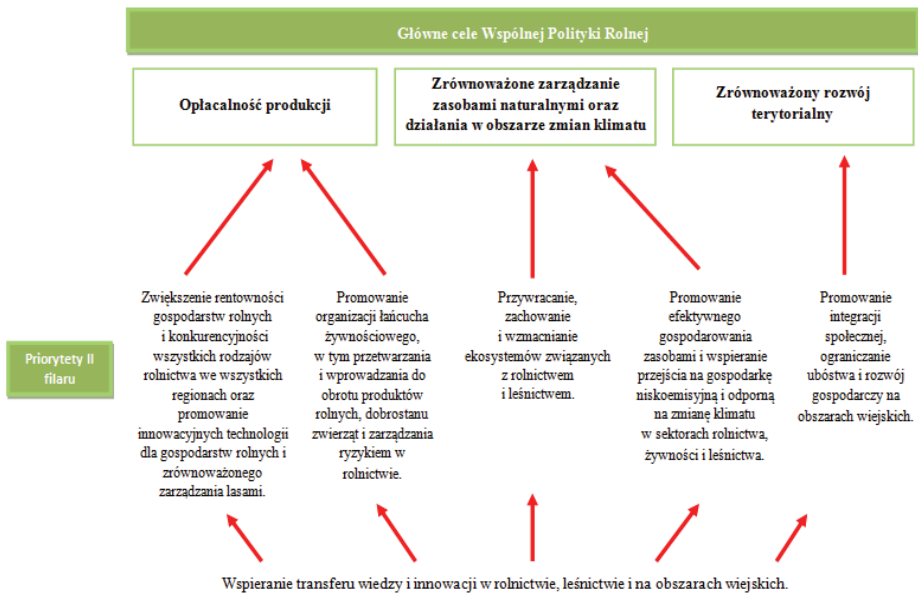 Główne cele Wspólnej Polityki Rolnej
Opłacalność produkcji
Zrównoważone zarządzanie
zasobami naturalnymi oraz
działania w obszarze zmian klimatu
Zrównoważony rozwój
terytorialny
Priorytety II
filaru
Zwiększenie rentowności
gospodarstw rolnych
i konkurencyjności
wszystkich rodzajów
rolnictwa we wszystkich
regionach oraz
promowanie
innowacyjnych technologii
dla gospodarstw rolnych i
zrównoważonego
zarządzania lasami.
Promowanie
organizacji łańcucha
żywnościowego,
w tym przetwarzania
i wprowadzania do
obrotu produktów
rolnych, dobrostanu
zwierząt i zarządzania
ryzykiem w
rolnictwie.
Przywracanie,
zachowanie
i wzmacnianie
ekosystemów związanych
z rolnictwem
i leśnictwem.
Promowanie
efektywnego
gospodarowania
zasobami i wspieranie
przejścia na gospodarkę
niskoemisyjną i odporną
na zmianę klimatu
w sektorach rolnictwa,
żywności i leśnictwa.
Promowanie
integracji
społecznej,
ograniczanie
ubóstwa i rozwój
gospodarczy na
obszarach wiejskich.
Wspieranie transferu wiedzy i innowacji w rolnictwie, leśnictwie i na obszarach wiejskich.